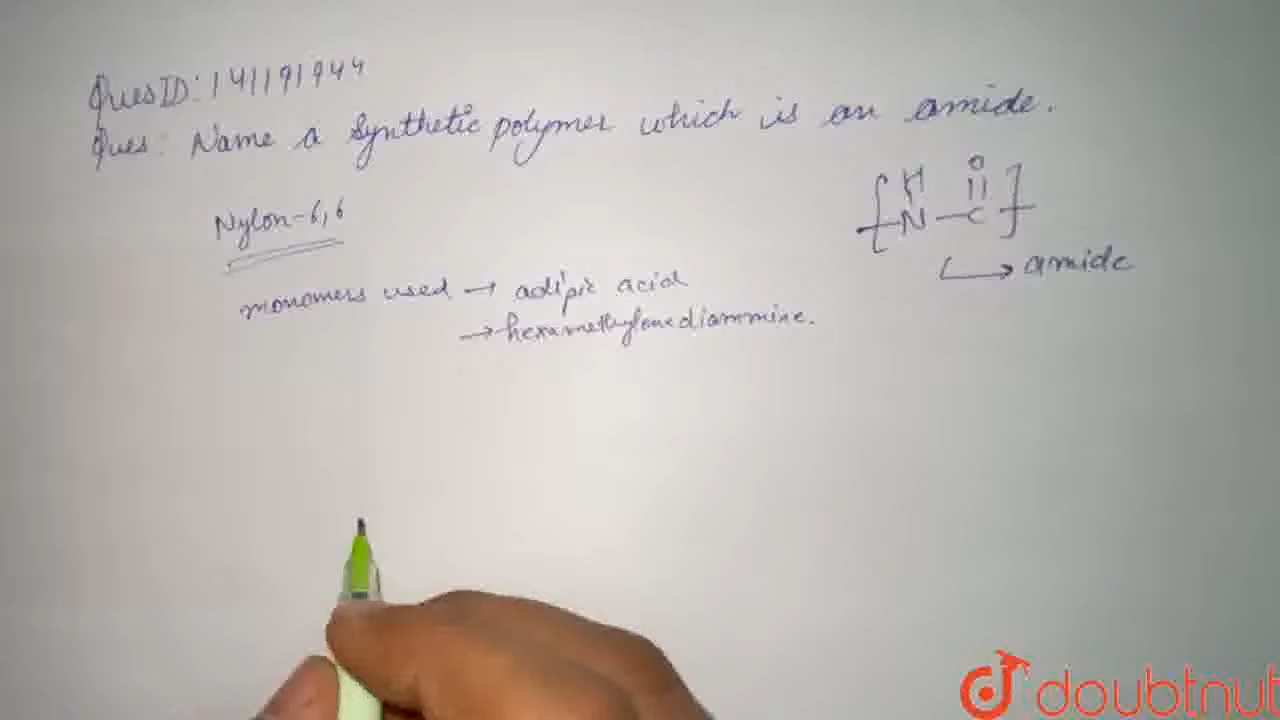 QuesID: 141191944
Ques: Name a synthetic polymer which is an amide.
H O
N - C
amide
Nylon-6,6
monomers used → adipic acid
→ hexamethylenediammine.
doubtnut